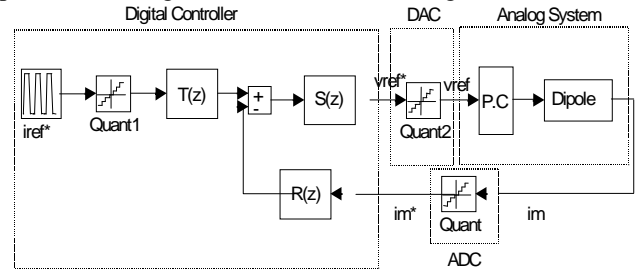 Digital Controller
DAC
Analog System
T(z)
+
-
S(z)
vref*
vref
P.C
Dipole
iref*
Quant1
Quant2
R(z)
im*
Quant
im
ADC